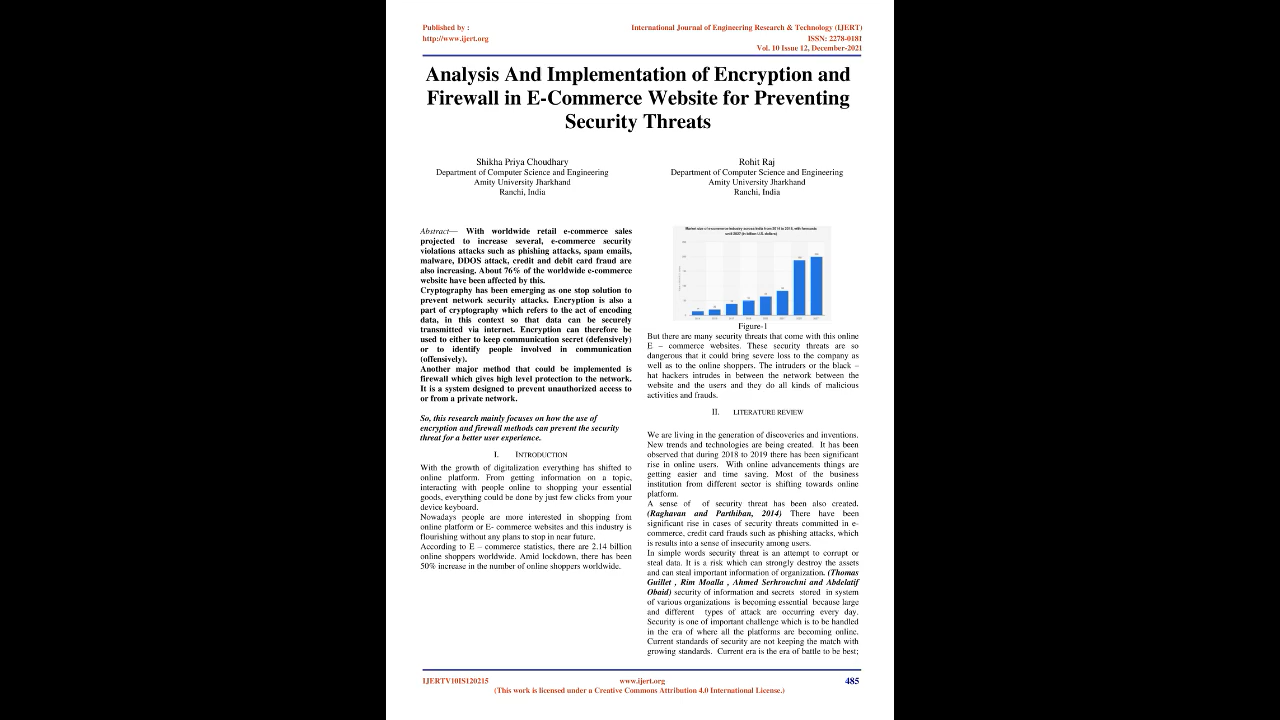 Published by :
http://www.ijert.org
International Journal of Engineering Research & Technology (IJERT)
ISSN: 2278-0181
Vol. 10 Issue 12, December-2021
Analysis And Implementation of Encryption and
Firewall in E-Commerce Website for Preventing
Security Threats
Shikha Priya Choudhary
Department of Computer Science and Engineering
Amity University Jharkhand
Ranchi, India
Rohit Raj
Department of Computer Science and Engineering
Amity University Jharkhand
Ranchi, India
Abstract— With worldwide retail e-commerce sales
projected to increase several, e-commerce security
violations attacks such as phishing attacks, spam emails,
malware, DDOS attack, credit and debit card fraud are
also increasing. About 76% of the worldwide e-commerce
website have been affected by this.
Cryptography has been emerging as one stop solution to
prevent network security attacks. Encryption is also a
part of cryptography which refers to the act of encoding
data, in this context so that data can be securely
transmitted via internet. Encryption can therefore be
used to either to keep communication secret (defensively)
or to identify people involved in communication
(offensively).
Another major method that could be implemented is
firewall which gives high level protection to the network.
It is a system designed to prevent unauthorized access to
or from a private network.
So, this research mainly focuses on how the use of
encryption and firewall methods can prevent the security
threat for a better user experience.
I. INTRODUCTION
With the growth of digitalization everything has shifted to
online platform. From getting information on a topic,
interacting with people online to shopping your essential
goods, everything could be done by just few clicks from your
device keyboard.
Nowadays people are more interested in shopping from
online platform or E- commerce websites and this industry is
flourishing without any plans to stop in near future.
According to E – commerce statistics, there are 2.14 billion
online shoppers worldwide. Amid lockdown, there has been
50% increase in the number of online shoppers worldwide.
Market size of e-commerce industry across India from 2014 to 2018, with forecasts
until 2027 (in billion U.S. dollars)
Figure-1
But there are many security threats that come with this online
E – commerce websites. These security threats are so
dangerous that it could bring severe loss to the company as
well as to the online shoppers. The intruders or the black –
hat hackers intrudes in between the network between the
website and the users and they do all kinds of malicious
activities and frauds.
II. LITERATURE REVIEW
We are living in the generation of discoveries and inventions.
New trends and technologies are being created. It has been
observed that during 2018 to 2019 there has been significant
rise in online users. With online advancements things are
getting easier and time saving. Most of the business
institution from different sector is shifting towards online
platform.
A sense of of security threat has been also created.
(Raghavan and Parthiban, 2014) There have been
significant rise in cases of security threats committed in e-
commerce, credit card frauds such as phishing attacks, which
is results into a sense of insecurity among users.
In simple words security threat is an attempt to corrupt or
steal data. It is a risk which can strongly destroy the assets
and can steal important information of organization. (Thomas
Guillet , Rim Moalla , Ahmed Serhrouchni and Abdelatif
Obaid) security of information and secrets stored in system
of various organizations is becoming essential because large
and different types of attack are occurring every day.
Security is one of important challenge which is to be handled
in the era of where all the platforms are becoming online.
Current standards of security are not keeping the match with
growing standards. Current era is the era of battle to be best;
IJERTV10IS120215
www.ijert.org
485
(This work is licensed under a Creative Commons Attribution 4.0 International License.)